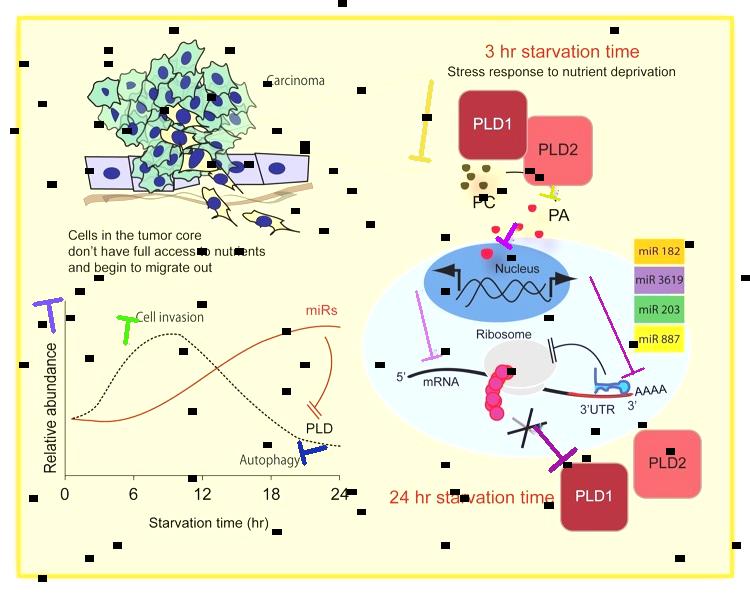 Carcinoma
Cells in the tumor core
don't have full access to nutrients
and begin to migrate out
3 hr starvation time
Stress response to nutrient deprivation
PLD1
PLD2
PC
PA
Nucleus
miR 182
miR 3619
miR 203
miR 887
Ribosome
5'
mRNA
3'UTR
3'
AAAA
24 hr starvation time
PLD1
PLD2
Relative abundance
Cell invasion
miRs
PLD
Autophagy
0
6
12
18
24
Starvation time (hr)